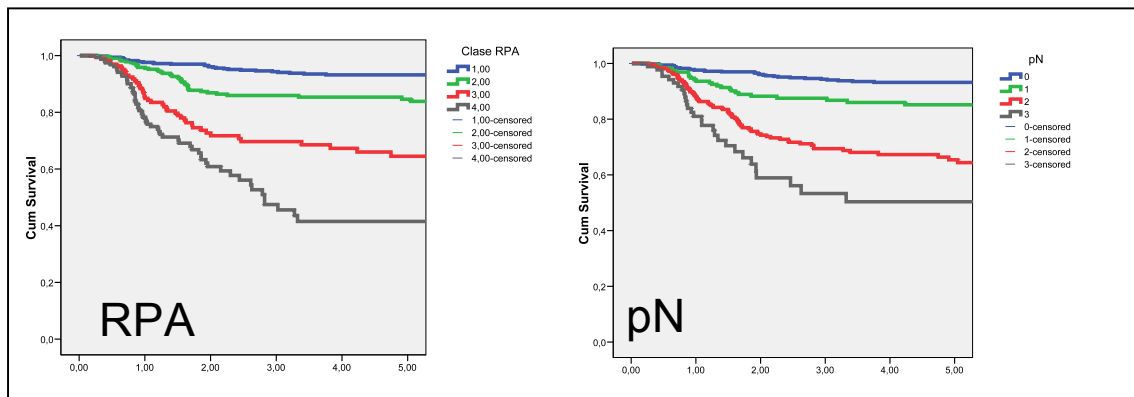 Clase RPA
1,00
2,00
3,00
4,00
1,00-censored
2,00-censored
3,00-censored
4,00-censored
Cum Survival
1,0
0,8
0,6
0,4
0,2
0,0
RPA
0,00
1,00
2,00
3,00
4,00
5,00
pN
0
1
2
3
0-censored
1-censored
2-censored
3-censored
Cum Survival
1,0
0,8
0,6
0,4
0,2
0,0
pN
0,00
1,00
2,00
3,00
4,00
5,00